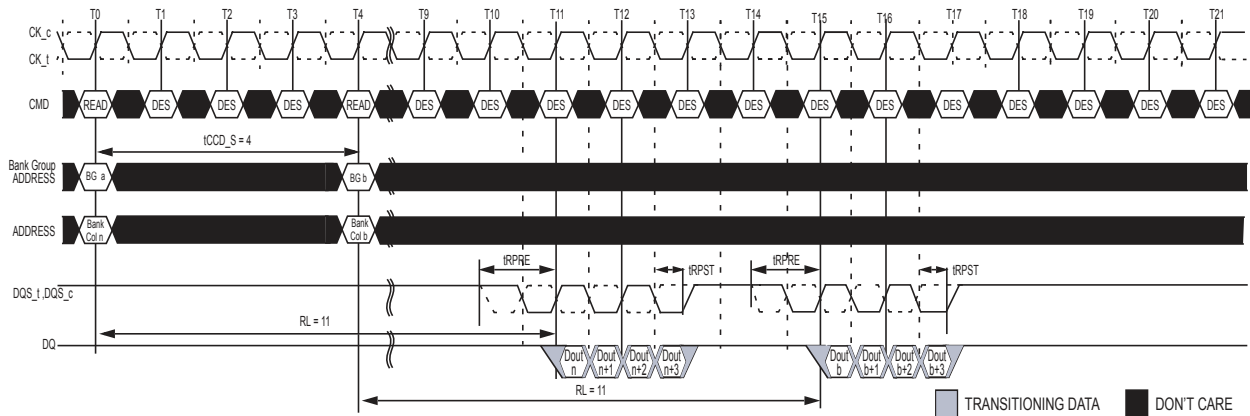 T0 T1 T2 T3 T4 T9 T10 T11 T12 T13 T14 T15 T16 T17 T18 T19 T20 T21
CK_c
CK_t
CMD READ DES DES DES READ DES DES DES DES DES DES DES DES DES DES DES DES DES
tCCD_S = 4
Bank Group
ADDRESS BG a BG b
ADDRESS Bank Bank
Col n Col b
tRPRE tRPST tRPRE tRPST
DQS_t ,DQS_c
RL = 11
DQ
Dout Dout Dout Dout Dout Dout Dout Dout
n n+1 n+2 n+3 b b+1 b+2 b+3
RL = 11
TRANSITIONING DATA DON'T CARE